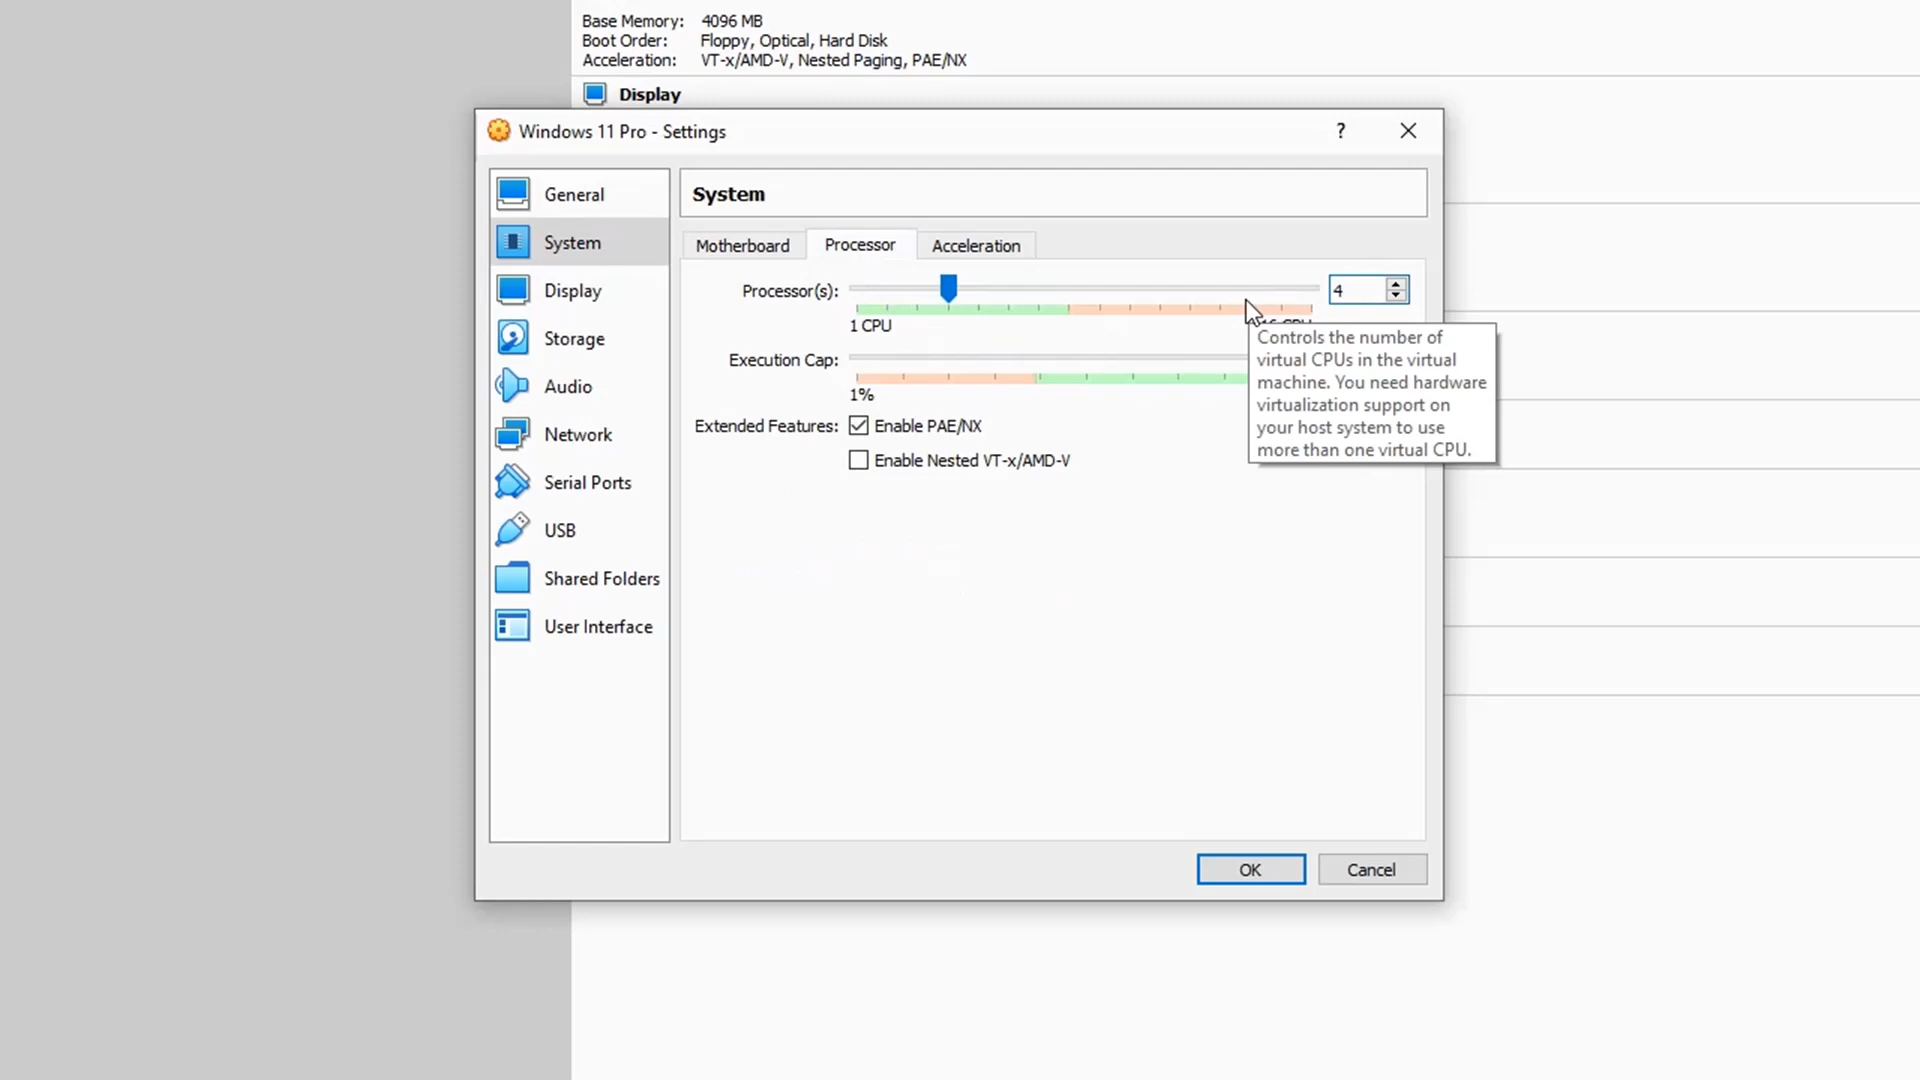 Base Memory: 4096 MB
Boot Order: Floppy, Optical, Hard Disk
Acceleration: VT-x/AMD-V, Nested Paging, PAE/NX
Display
Windows 11 Pro - Settings
?
General
System
Display
Storage
Audio
Network
Serial Ports
USB
Shared Folders
User Interface
System
Motherboard Processor Acceleration
Processor(s): 4
1 CPU
Execution Cap:
1%
Extended Features: Enable PAE/NX
Enable Nested VT-x/AMD-V
Controls the number of
virtual CPUs in the virtual
machine. You need hardware
virtualization support on
your host system to use
more than one virtual CPU.
OK Cancel